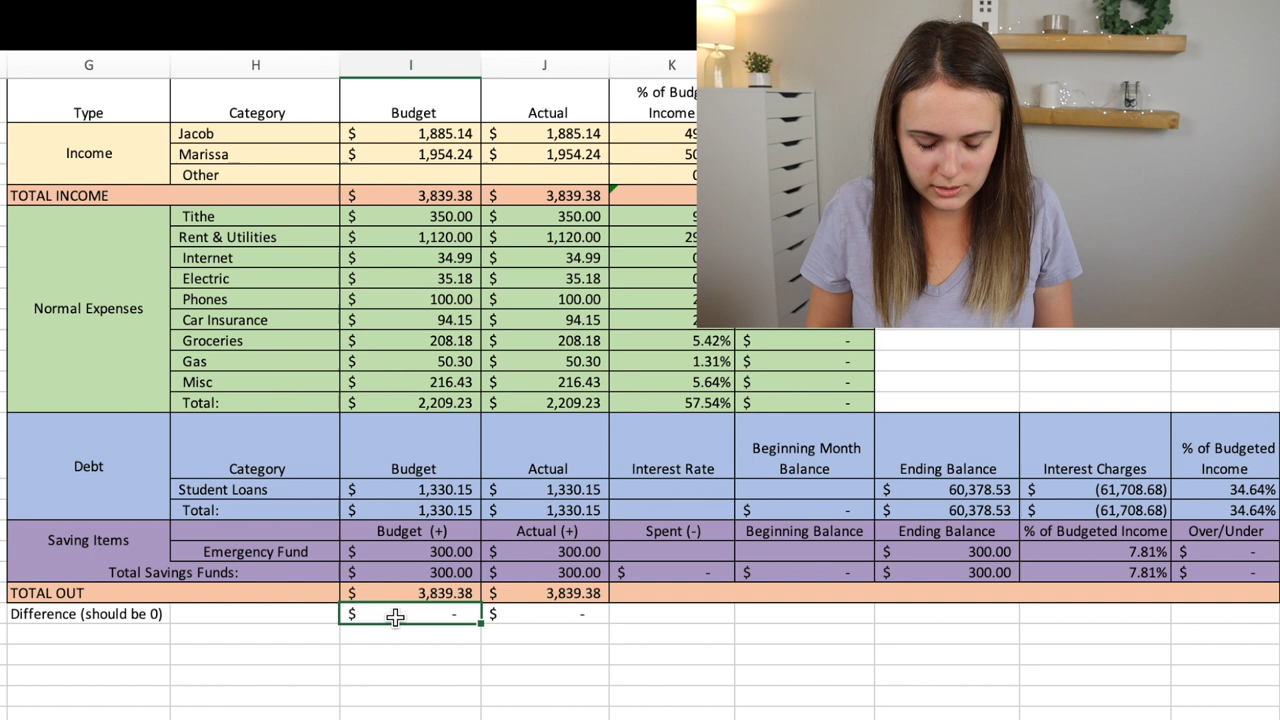 G H I J K
Type Category Budget Actual % of Budg Income
Income Jacob $ 1,885.14 $ 1,885.14 49
Marissa $ 1,954.24 $ 1,954.24 50
Other 0
TOTAL INCOME $ 3,839.38 $ 3,839.38
Normal Expenses Tithe $ 350.00 $ 350.00 9
Rent & Utilities $ 1,120.00 $ 1,120.00 29
Internet $ 34.99 $ 34.99 0
Electric $ 35.18 $ 35.18 0
Phones $ 100.00 $ 100.00 2
Car Insurance $ 94.15 $ 94.15 2
Groceries $ 208.18 $ 208.18 5.42% $ -
Gas $ 50.30 $ 50.30 1.31% $ -
Misc $ 216.43 $ 216.43 5.64% $ -
Total: $ 2,209.23 $ 2,209.23 57.54% $ -
Debt Category Budget Actual Interest Rate Beginning Month Balance Ending Balance Interest Charges % of Budgeted Income
Student Loans $ 1,330.15 $ 1,330.15 $ 60,378.53 $ (61,708.68) 34.64%
Total: $ 1,330.15 $ 1,330.15 $ - $ 60,378.53 $ (61,708.68) 34.64%
Saving Items Budget (+) Actual (+) Spent (-) Beginning Balance Ending Balance % of Budgeted Income Over/Under
Emergency Fund $ 300.00 $ 300.00 $ 300.00 7.81% $ -
Total Savings Funds: $ 300.00 $ 300.00 $ - $ - $ 300.00 7.81% $ -
TOTAL OUT $ 3,839.38 $ 3,839.38
Difference (should be 0) $ - $ -